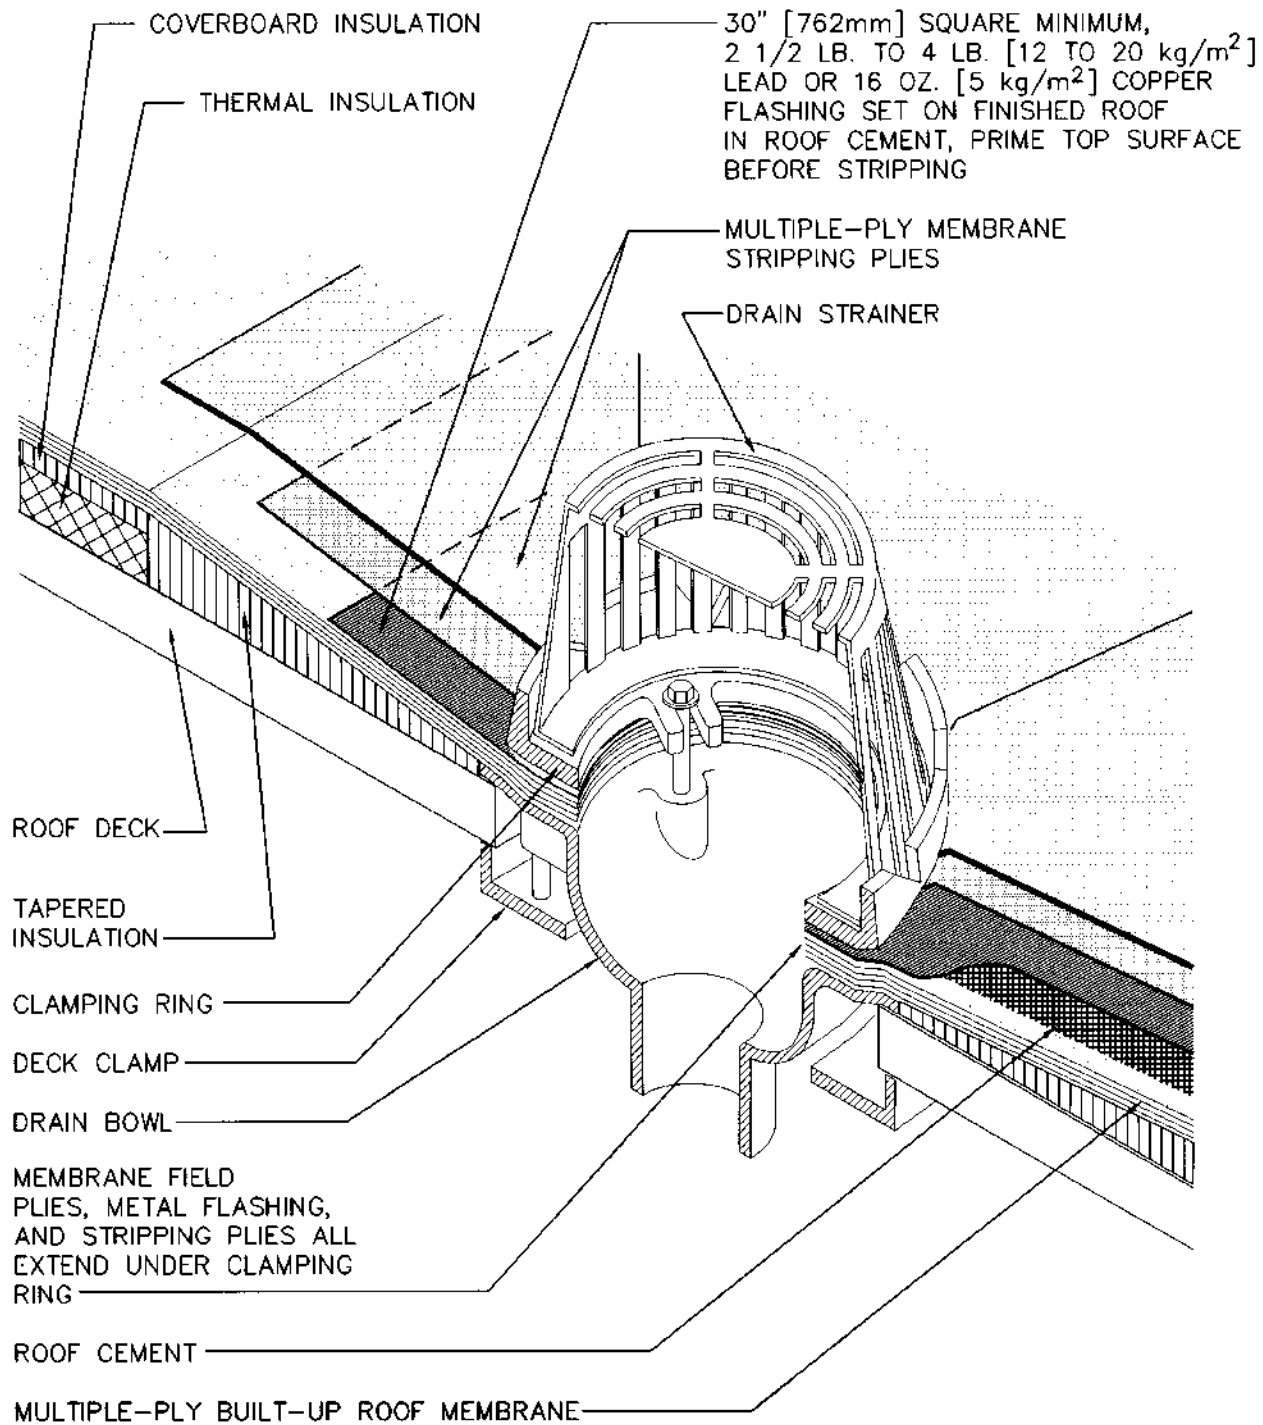 COVERBOARD INSULATION
THERMAL INSULATION
30" [762mm] SQUARE MINIMUM,
2 1/2 LB. TO 4 LB. [12 TO 20 kg/m²]
LEAD OR 16 OZ. [5 kg/m²] COPPER
FLASHING SET ON FINISHED ROOF
IN ROOF CEMENT, PRIME TOP SURFACE
BEFORE STRIPPING
MULTIPLE-PLY MEMBRANE
STRIPPING PLIES
DRAIN STRAINER
ROOF DECK
TAPERED
INSULATION
CLAMPING RING
DECK CLAMP
DRAIN BOWL
MEMBRANE FIELD
PLIES, METAL FLASHING,
AND STRIPPING PLIES ALL
EXTEND UNDER CLAMPING
RING
ROOF CEMENT
MULTIPLE-PLY BUILT-UP ROOF MEMBRANE